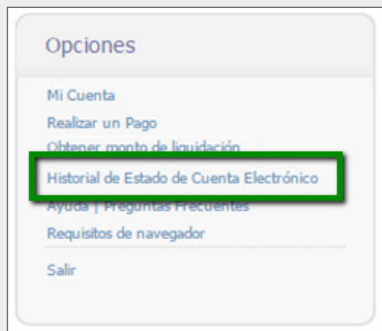 Opciones
Mi Cuenta
Realizar un Pago
Obtener monto de liquidación
Historial de Estado de Cuenta Electrónico
Ayuda | Preguntas Frecuentes
Requisitos de navegador
Salir